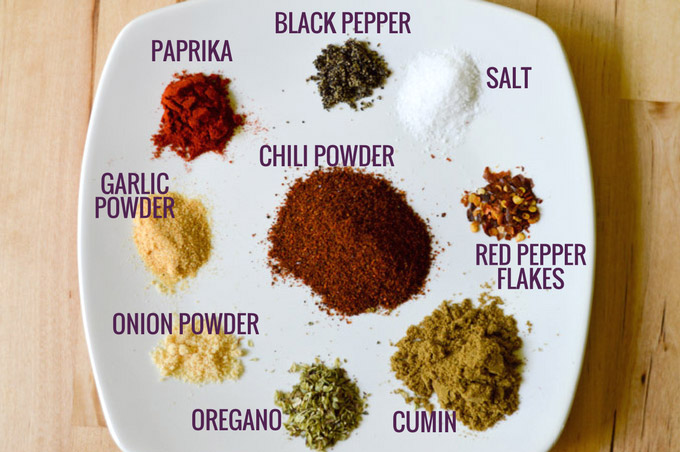 BLACK PEPPER
PAPRIKA
SALT
CHILI POWDER
GARLIC
POWDER
RED PEPPER
FLAKES
ONION POWDER
OREGANO
CUMIN